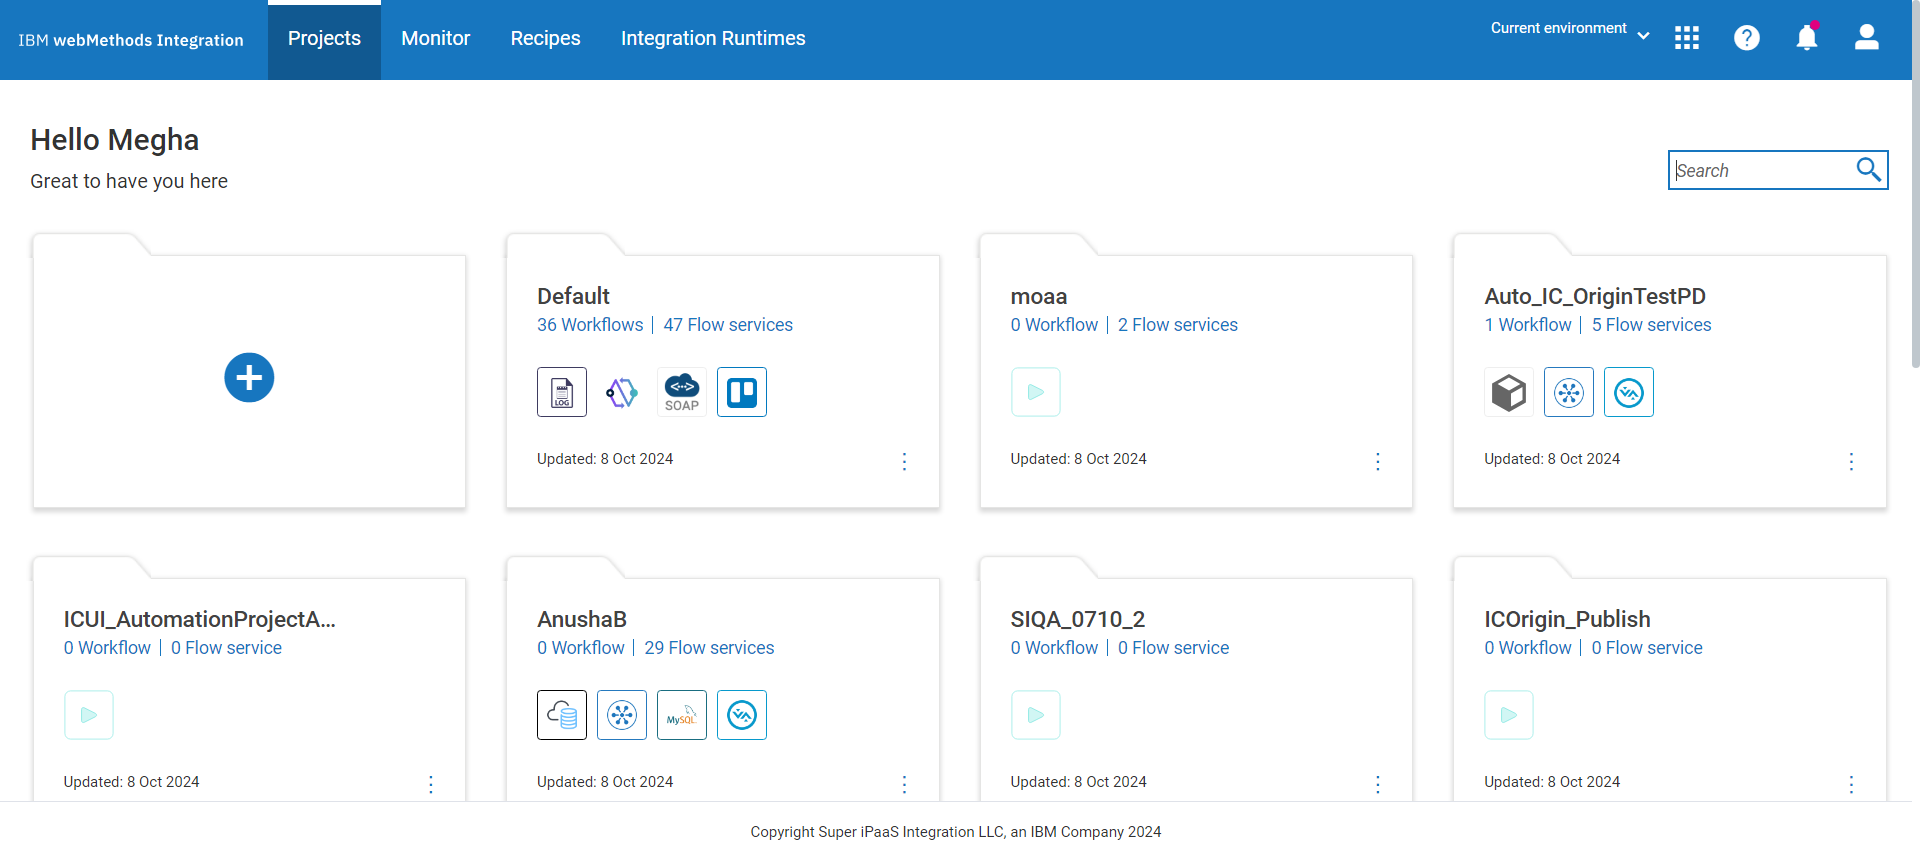 IBM webMethods Integration
Projects
Monitor
Recipes
Integration Runtimes
Current environment
Hello Megha
Great to have you here
Search
Default
36 Workflows | 47 Flow services
LOG
SOAP
Updated: 8 Oct 2024
moaa
0 Workflow | 2 Flow services
Updated: 8 Oct 2024
Auto_IC_OriginTestPD
1 Workflow | 5 Flow services
Updated: 8 Oct 2024
ICUI_AutomationProjectA...
0 Workflow | 0 Flow service
Updated: 8 Oct 2024
AnushaB
0 Workflow | 29 Flow services
MySQL
Updated: 8 Oct 2024
SIQA_0710_2
0 Workflow | 0 Flow service
Updated: 8 Oct 2024
ICOrigin_Publish
0 Workflow | 0 Flow service
Updated: 8 Oct 2024
Copyright Super iPaaS Integration LLC, an IBM Company 2024